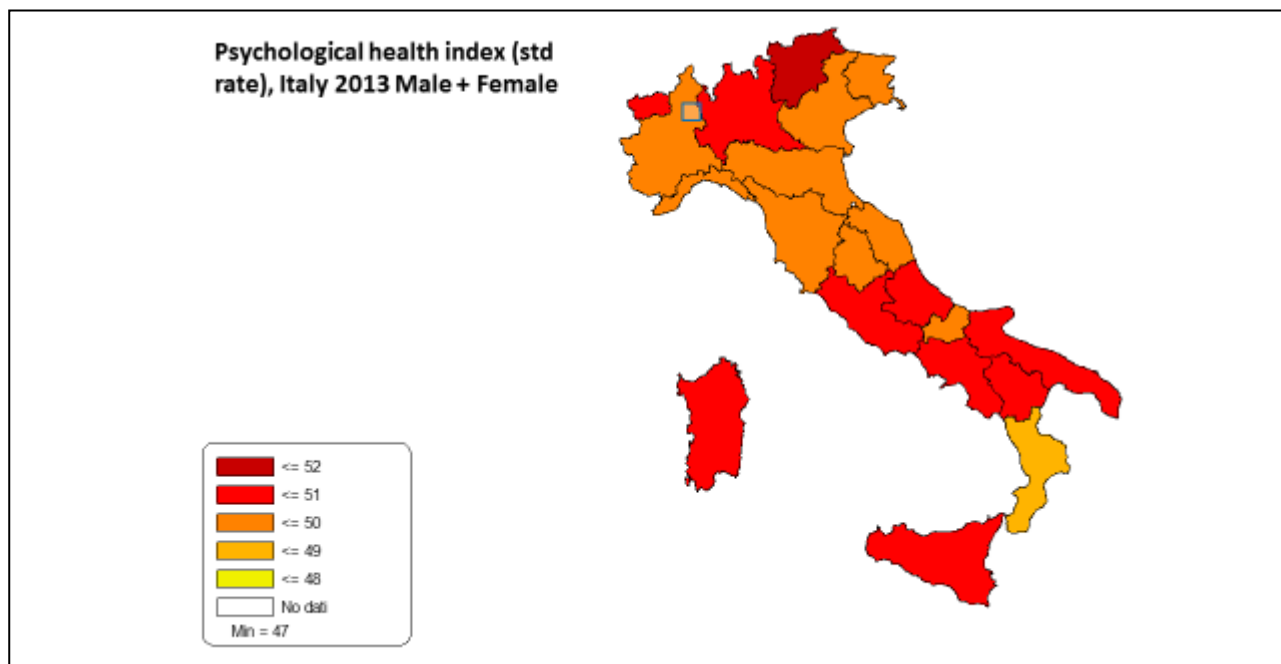 Psychological health index (std
rate), Italy 2013 Male + Female
<= 52
<= 51
<= 50
<= 49
<= 48
No dati
Min = 47